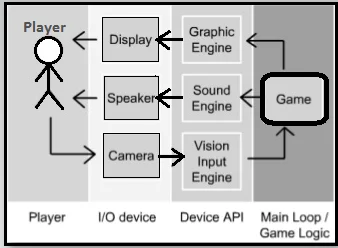 Player
Display
Graphic
Engine
Speaker
Sound
Engine
Game
Camera
Vision
Input
Engine
Player
I/O device
Device API
Main Loop /
Game Logic